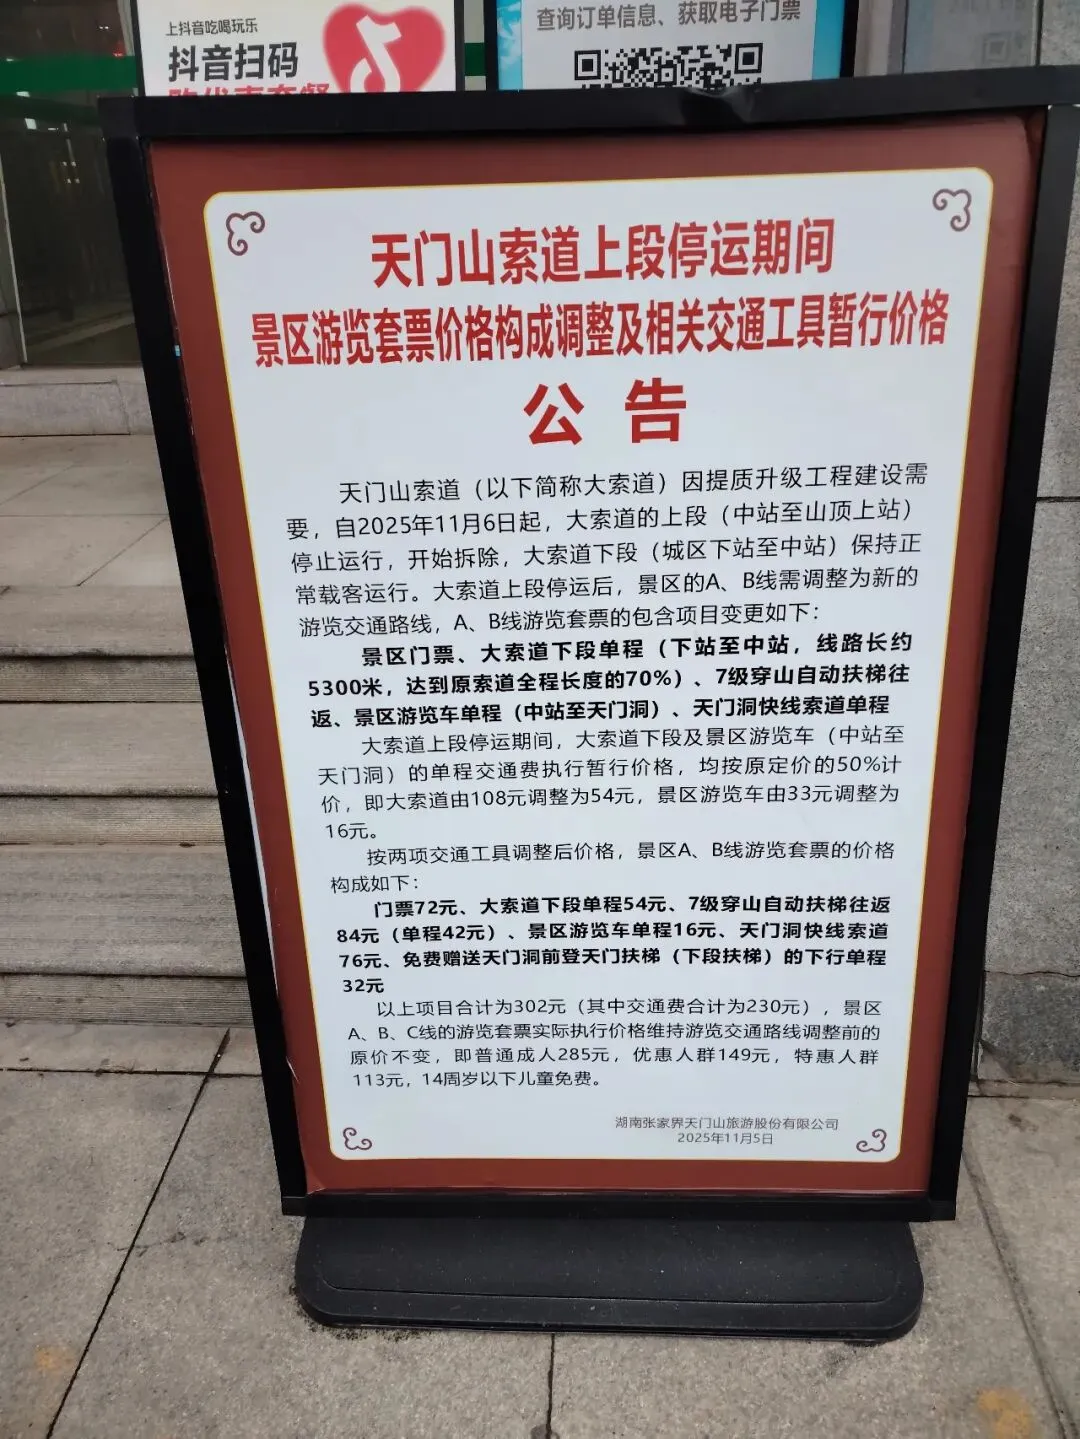 上抖音吃喝玩乐
抖音扫码
查询订单信息、获取电子门票
天门山索道上段停运期间
景区游览套票价格构成调整及相关交通工具暂行价格
公告
天门山索道（以下简称大索道）因提质升级工程建设需
要，自2025年11月6日起，大索道的上段（中站至山顶上站）
停止运行，开始拆除，大索道下段（城区下站至中站）保持正
常载客运行。大索道上段停运后，景区的A、B线需调整为新的
游览交通路线，A、B线游览套票的包含项目变更如下：
景区门票、大索道下段单程（下站至中站，线路长约
5300米，达到原索道全程长度的70%）、7级穿山自动扶梯往
返、景区游览车单程（中站至天门洞）、天门洞快线索道单程
大索道上段停运期间，大索道下段及景区游览车（中站至
天门洞）的单程交通费执行暂行价格，均按原定价的50%计
价，即大索道由108元调整为54元，景区游览车由33元调整为
16元。
按两项交通工具调整后价格，景区A、B线游览套票的价格
构成如下：
门票72元、大索道下段单程54元、7级穿山自动扶梯往返
84元（单程42元）、景区游览车单程16元、天门洞快线索道
76元、免费赠送天门洞前登天门扶梯（下段扶梯）的下行单程
32元
以上项目合计为302元（其中交通费合计为230元），景区
A、B、C线的游览套票实际执行价格维持游览交通路线调整前的
原价不变，即普通成人285元，优惠人群149元，特惠人群
113元，14周岁以下儿童免费。
湖南张家界天门山旅游股份有限公司
2025年11月5日